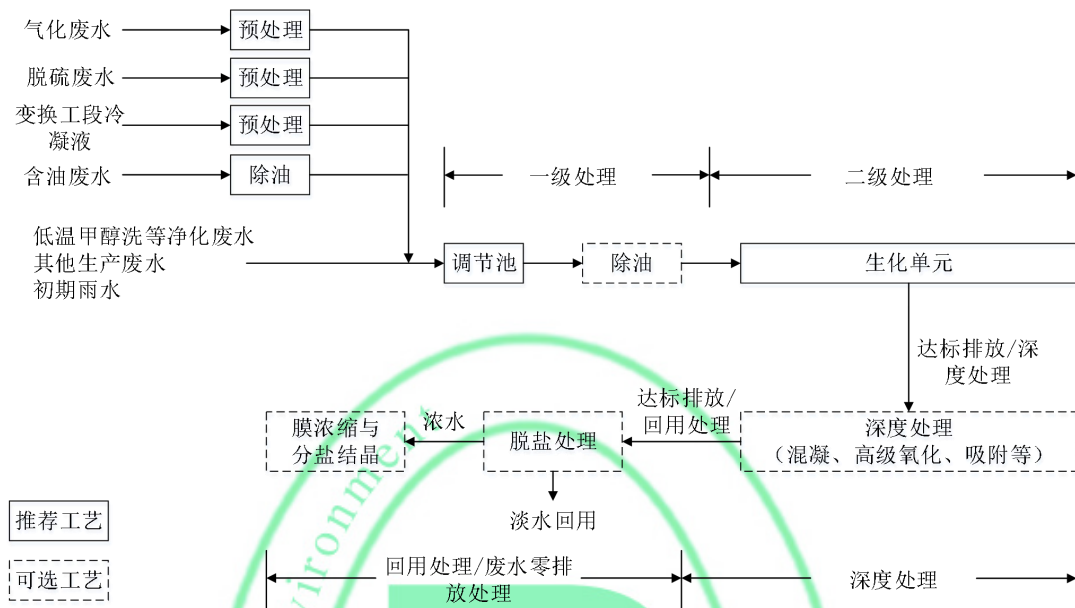 气化废水
预处理
脱硫废水
预处理
变换工段冷
凝液
预处理
含油废水
除油
一级处理
二级处理
低温甲醇洗等净化废水
其他生产废水
初期雨水
调节池
除油
生化单元
达标排放/深
度处理
膜浓缩与
分盐结晶
浓水
脱盐处理
达标排放/
回用处理
深度处理
（混凝、高级氧化、吸附等）
淡水回用
推荐工艺
可选工艺
回用处理/废水零排
放处理
深度处理
vironment